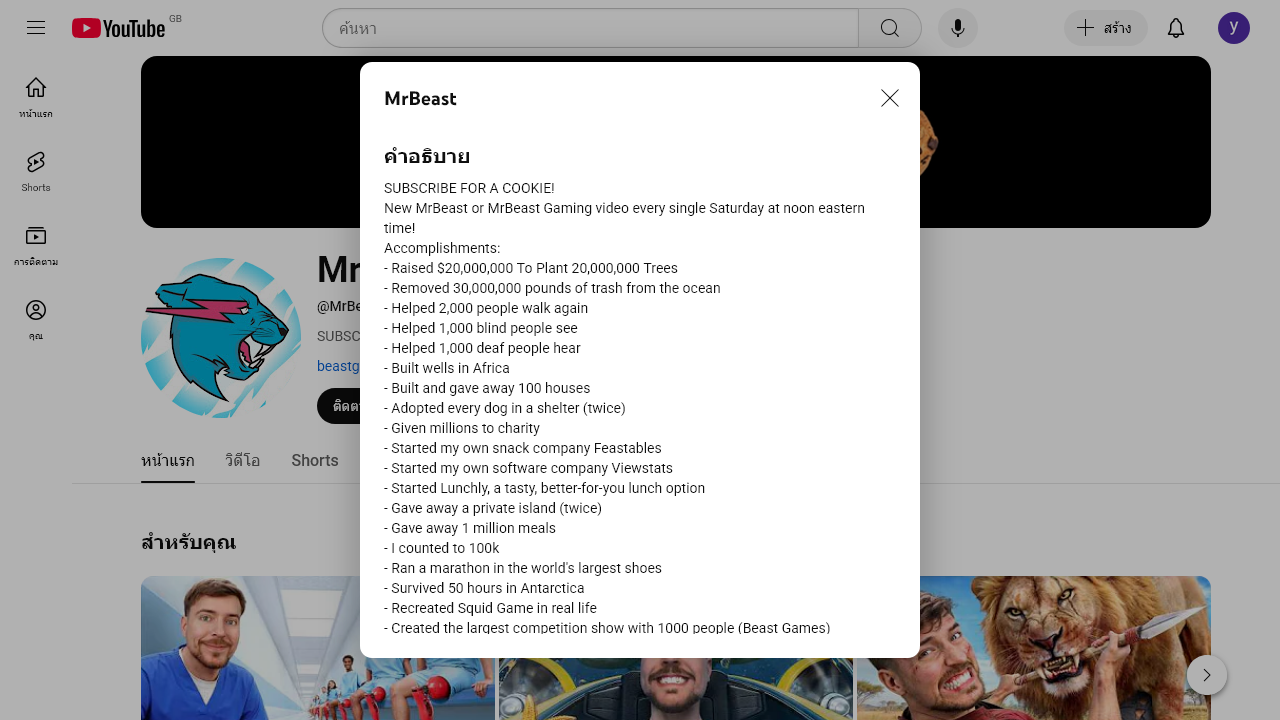 YouTube GB
ค้นหา
สร้าง
y
หน้าแรก
Shorts
การติดตาม
คุณ
MrBeast
คำอธิบาย
SUBSCRIBE FOR A COOKIE!
New MrBeast or MrBeast Gaming video every single Saturday at noon eastern
time!
Accomplishments:
- Raised $20,000,000 To Plant 20,000,000 Trees
- Removed 30,000,000 pounds of trash from the ocean
- Helped 2,000 people walk again
- Helped 1,000 blind people see
- Helped 1,000 deaf people hear
- Built wells in Africa
- Built and gave away 100 houses
- Adopted every dog in a shelter (twice)
- Given millions to charity
- Started my own snack company Feastables
- Started my own software company Viewstats
- Started Lunchly, a tasty, better-for-you lunch option
- Gave away a private island (twice)
- Gave away 1 million meals
- I counted to 100k
- Ran a marathon in the world's largest shoes
- Survived 50 hours in Antarctica
- Recreated Squid Game in real life
- Created the largest competition show with 1000 people (Beast Games)
หน้าแรก วิดีโอ Shorts
สำหรับคุณ